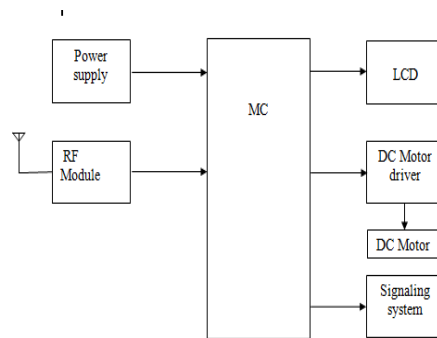 Power
supply
MC
LCD
RF
Module
DC Motor
driver
DC Motor
Signaling
system